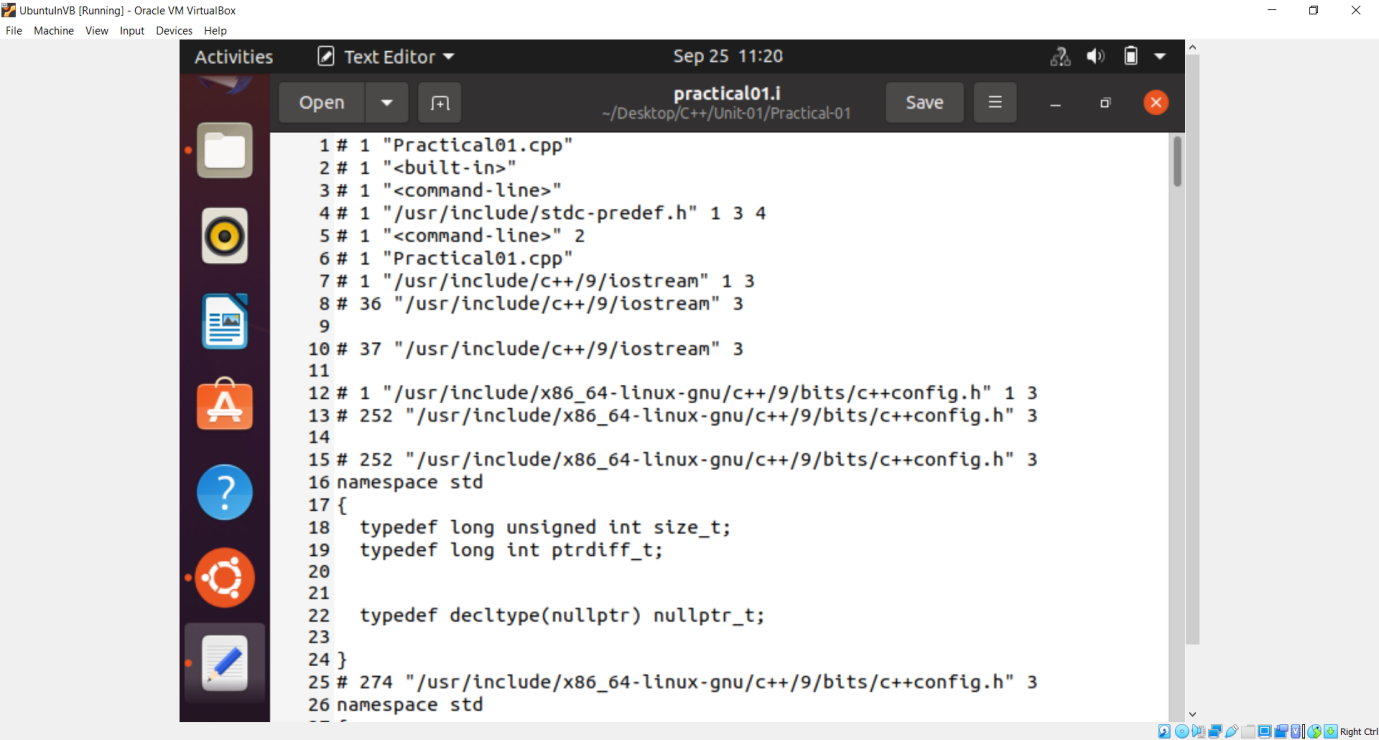 UbuntuInVB [Running] - Oracle VM VirtualBox
File Machine View Input Devices Help
Activities Text Editor Sep 25 11:20
Open practical01.i Save
~/Desktop/C++/Unit-01/Practical-01
1 # 1 "Practical01.cpp"
2 # 1 "<built-in>"
3 # 1 "<command-line>"
4 # 1 "/usr/include/stdc-predef.h" 1 3 4
5 # 1 "<command-line>" 2
6 # 1 "Practical01.cpp"
7 # 1 "/usr/include/c++/9/iostream" 1 3
8 # 36 "/usr/include/c++/9/iostream" 3
9
10 # 37 "/usr/include/c++/9/iostream" 3
11
12 # 1 "/usr/include/x86_64-linux-gnu/c++/9/bits/c++config.h" 1 3
13 # 252 "/usr/include/x86_64-linux-gnu/c++/9/bits/c++config.h" 3
14
15 # 252 "/usr/include/x86_64-linux-gnu/c++/9/bits/c++config.h" 3
16 namespace std
17 {
18   typedef long unsigned int size_t;
19   typedef long int ptrdiff_t;
20
21
22   typedef decltype(nullptr) nullptr_t;
23
24 }
25 # 274 "/usr/include/x86_64-linux-gnu/c++/9/bits/c++config.h" 3
26 namespace std
Right Ctrl